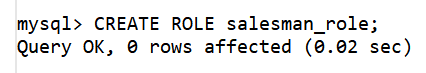 mysql> CREATE ROLE salesman_role;
Query OK, 0 rows affected (0.02 sec)